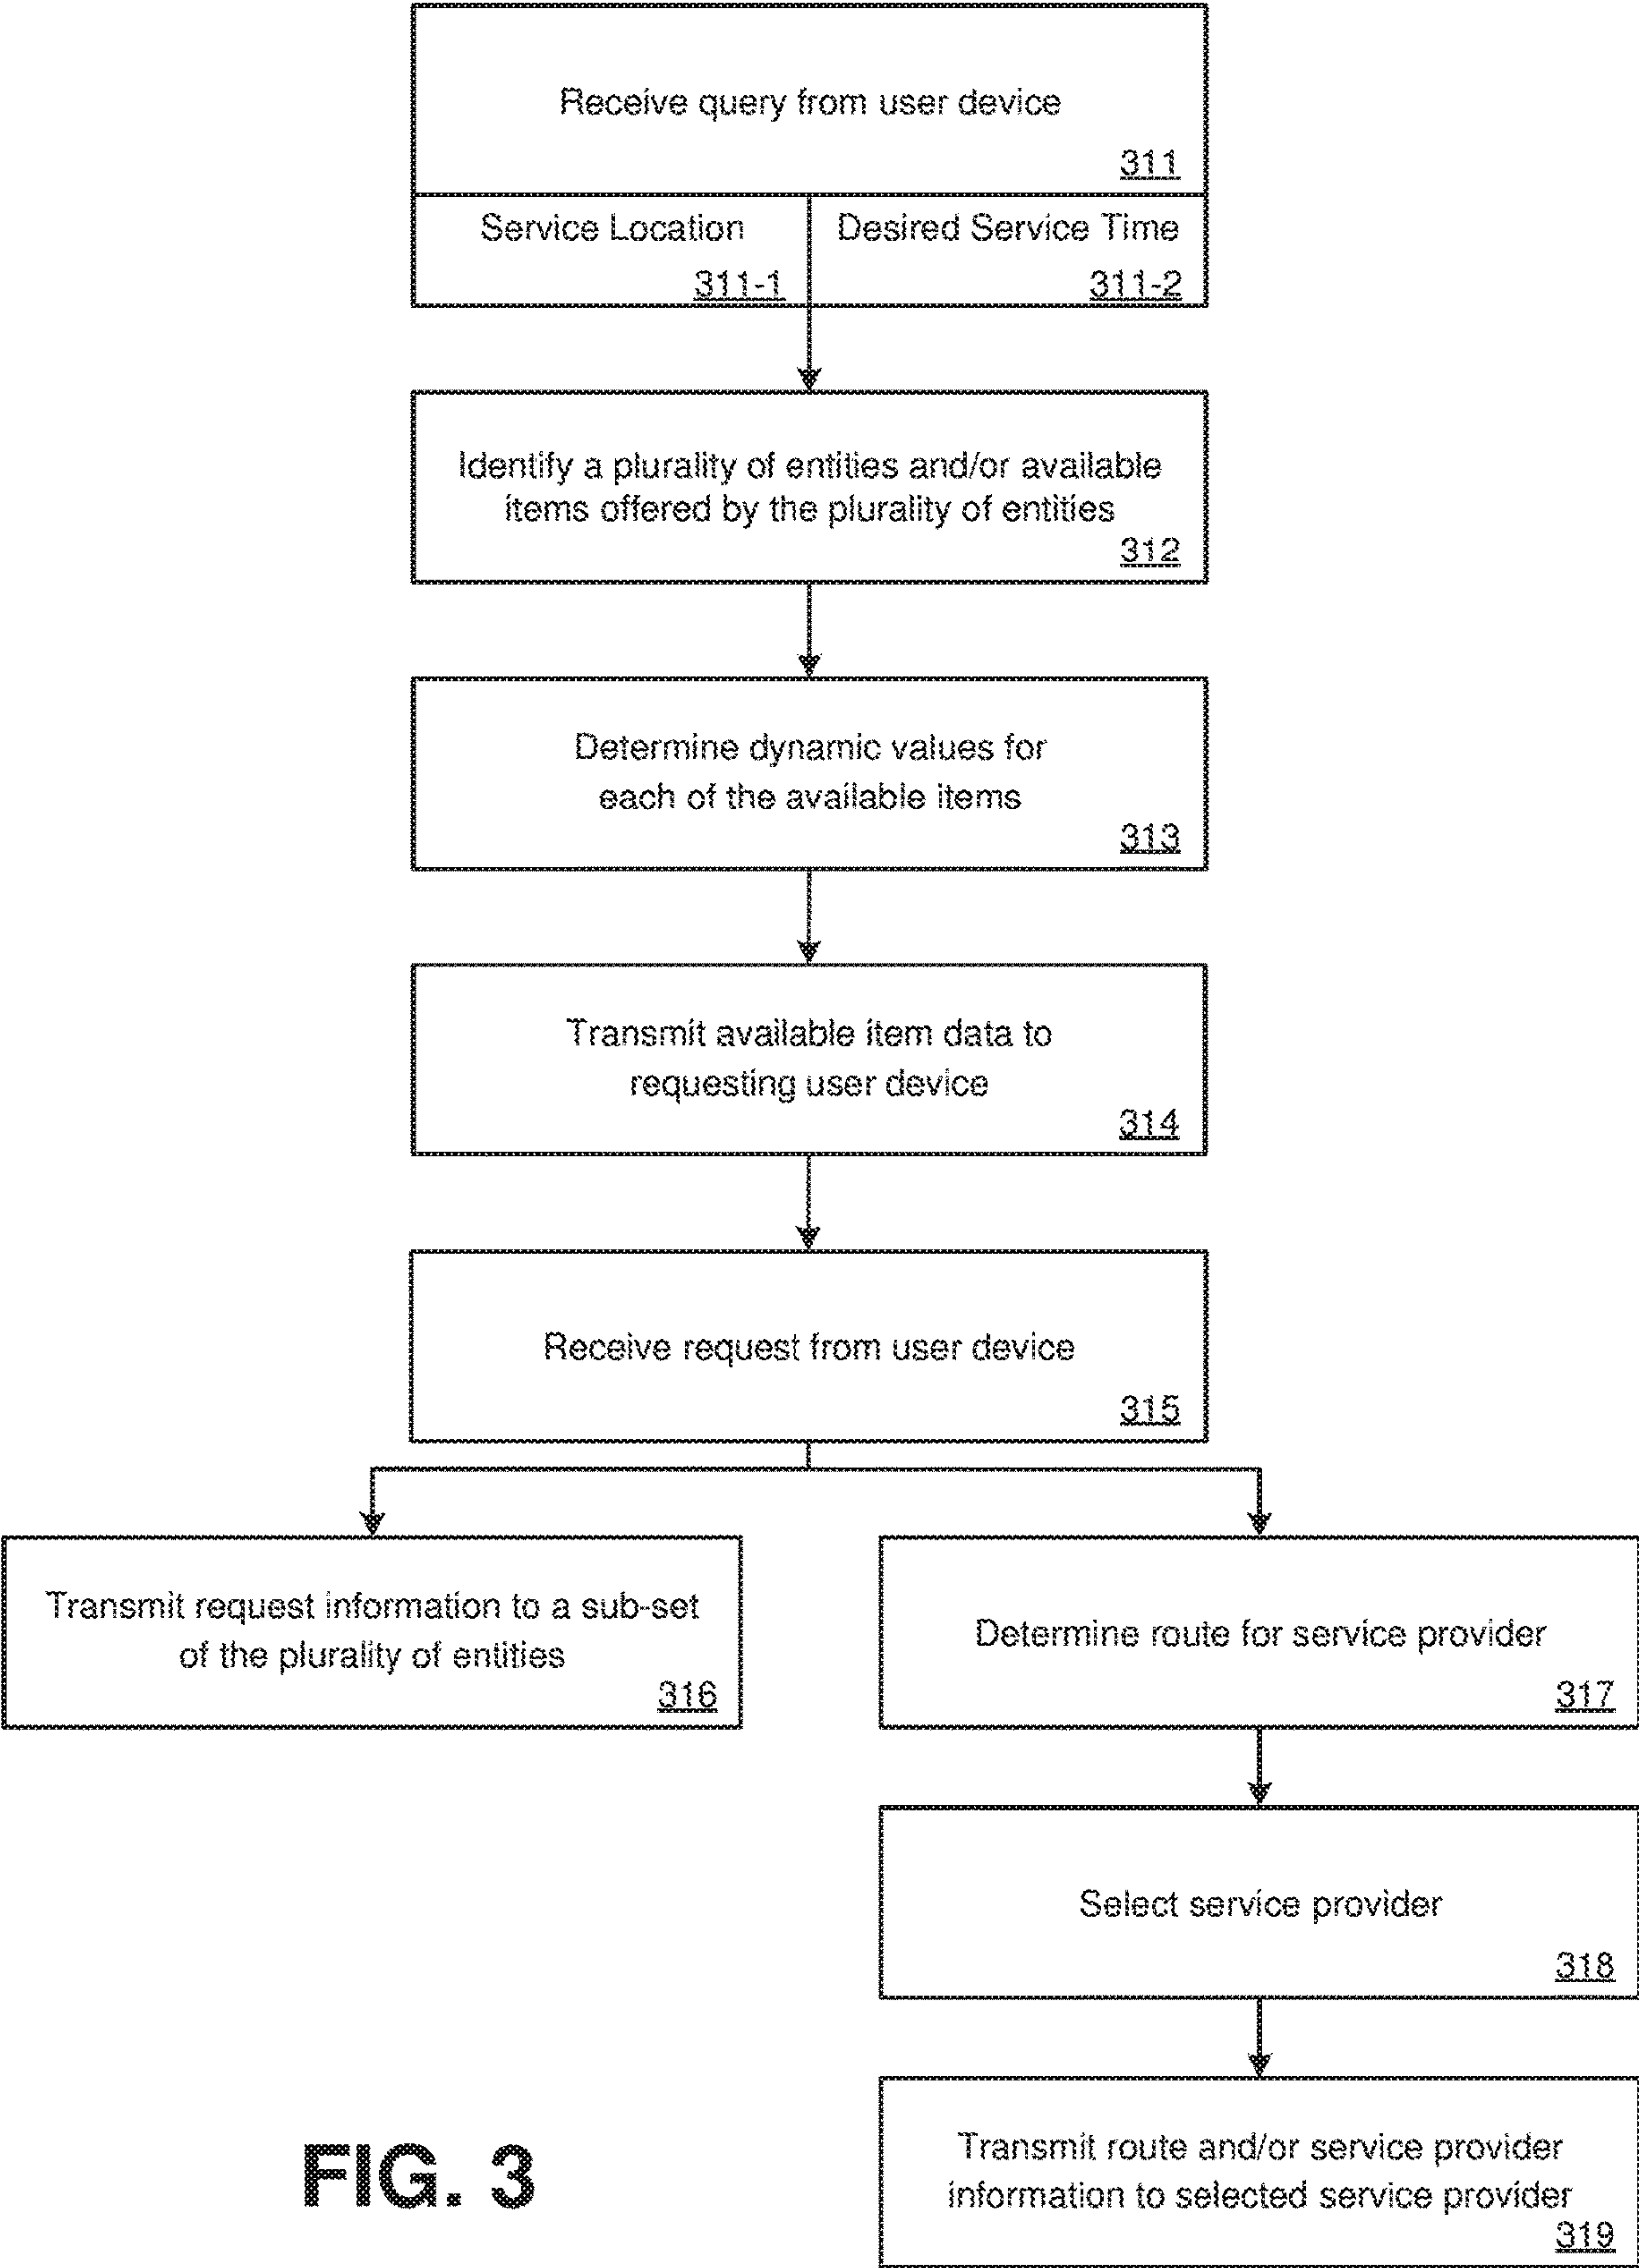 Receive query from user device
311
Service Location
311-1
Desired Service Time
311-2
Identify a plurality of entities and/or available
items offered by the plurality of entities
312
Determine dynamic values for
each of the available items
313
Transmit available item data to
requesting user device
314
Receive request from user device
315
Transmit request information to a sub-set
of the plurality of entities
316
Determine route for service provider
317
Select service provider
318
Transmit route and/or service provider
information to selected service provider
319
FIG. 3